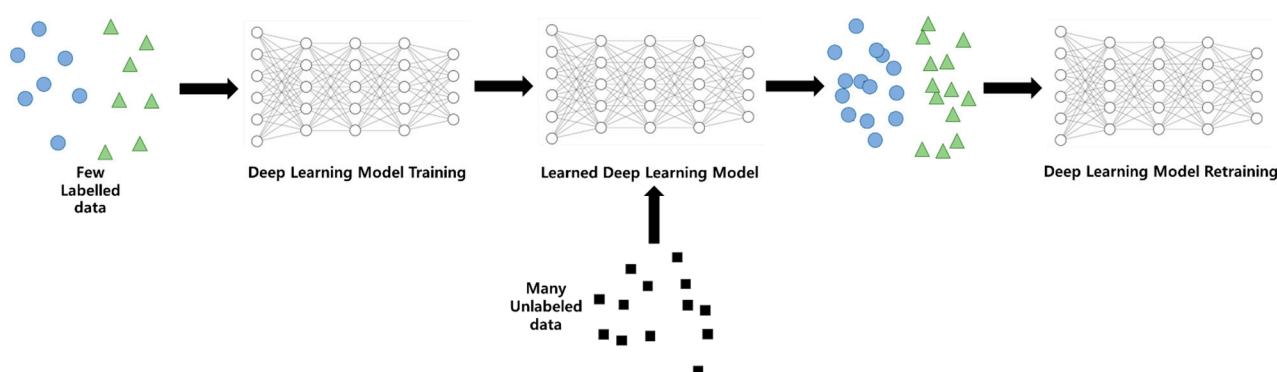 Few
Labelled
data
Deep Learning Model Training
Learned Deep Learning Model
Deep Learning Model Retraining
Many
Unlabeled
data